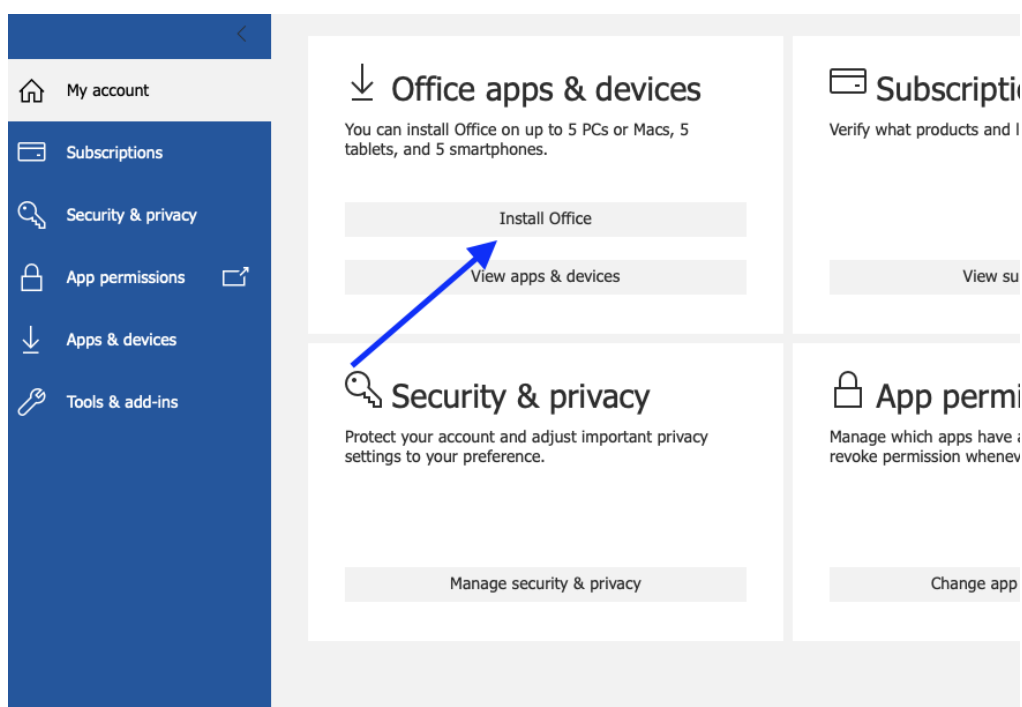 My account
Subscriptions
Security & privacy
App permissions
Apps & devices
Tools & add-ins
Office apps & devices
You can install Office on up to 5 PCs or Macs, 5
tablets, and 5 smartphones.
Install Office
View apps & devices
Verify what products and
View
Security & privacy
Protect your account and adjust important privacy
settings to your preference.
Manage security & privacy
App
Manage which apps have
revoke permission
Change app